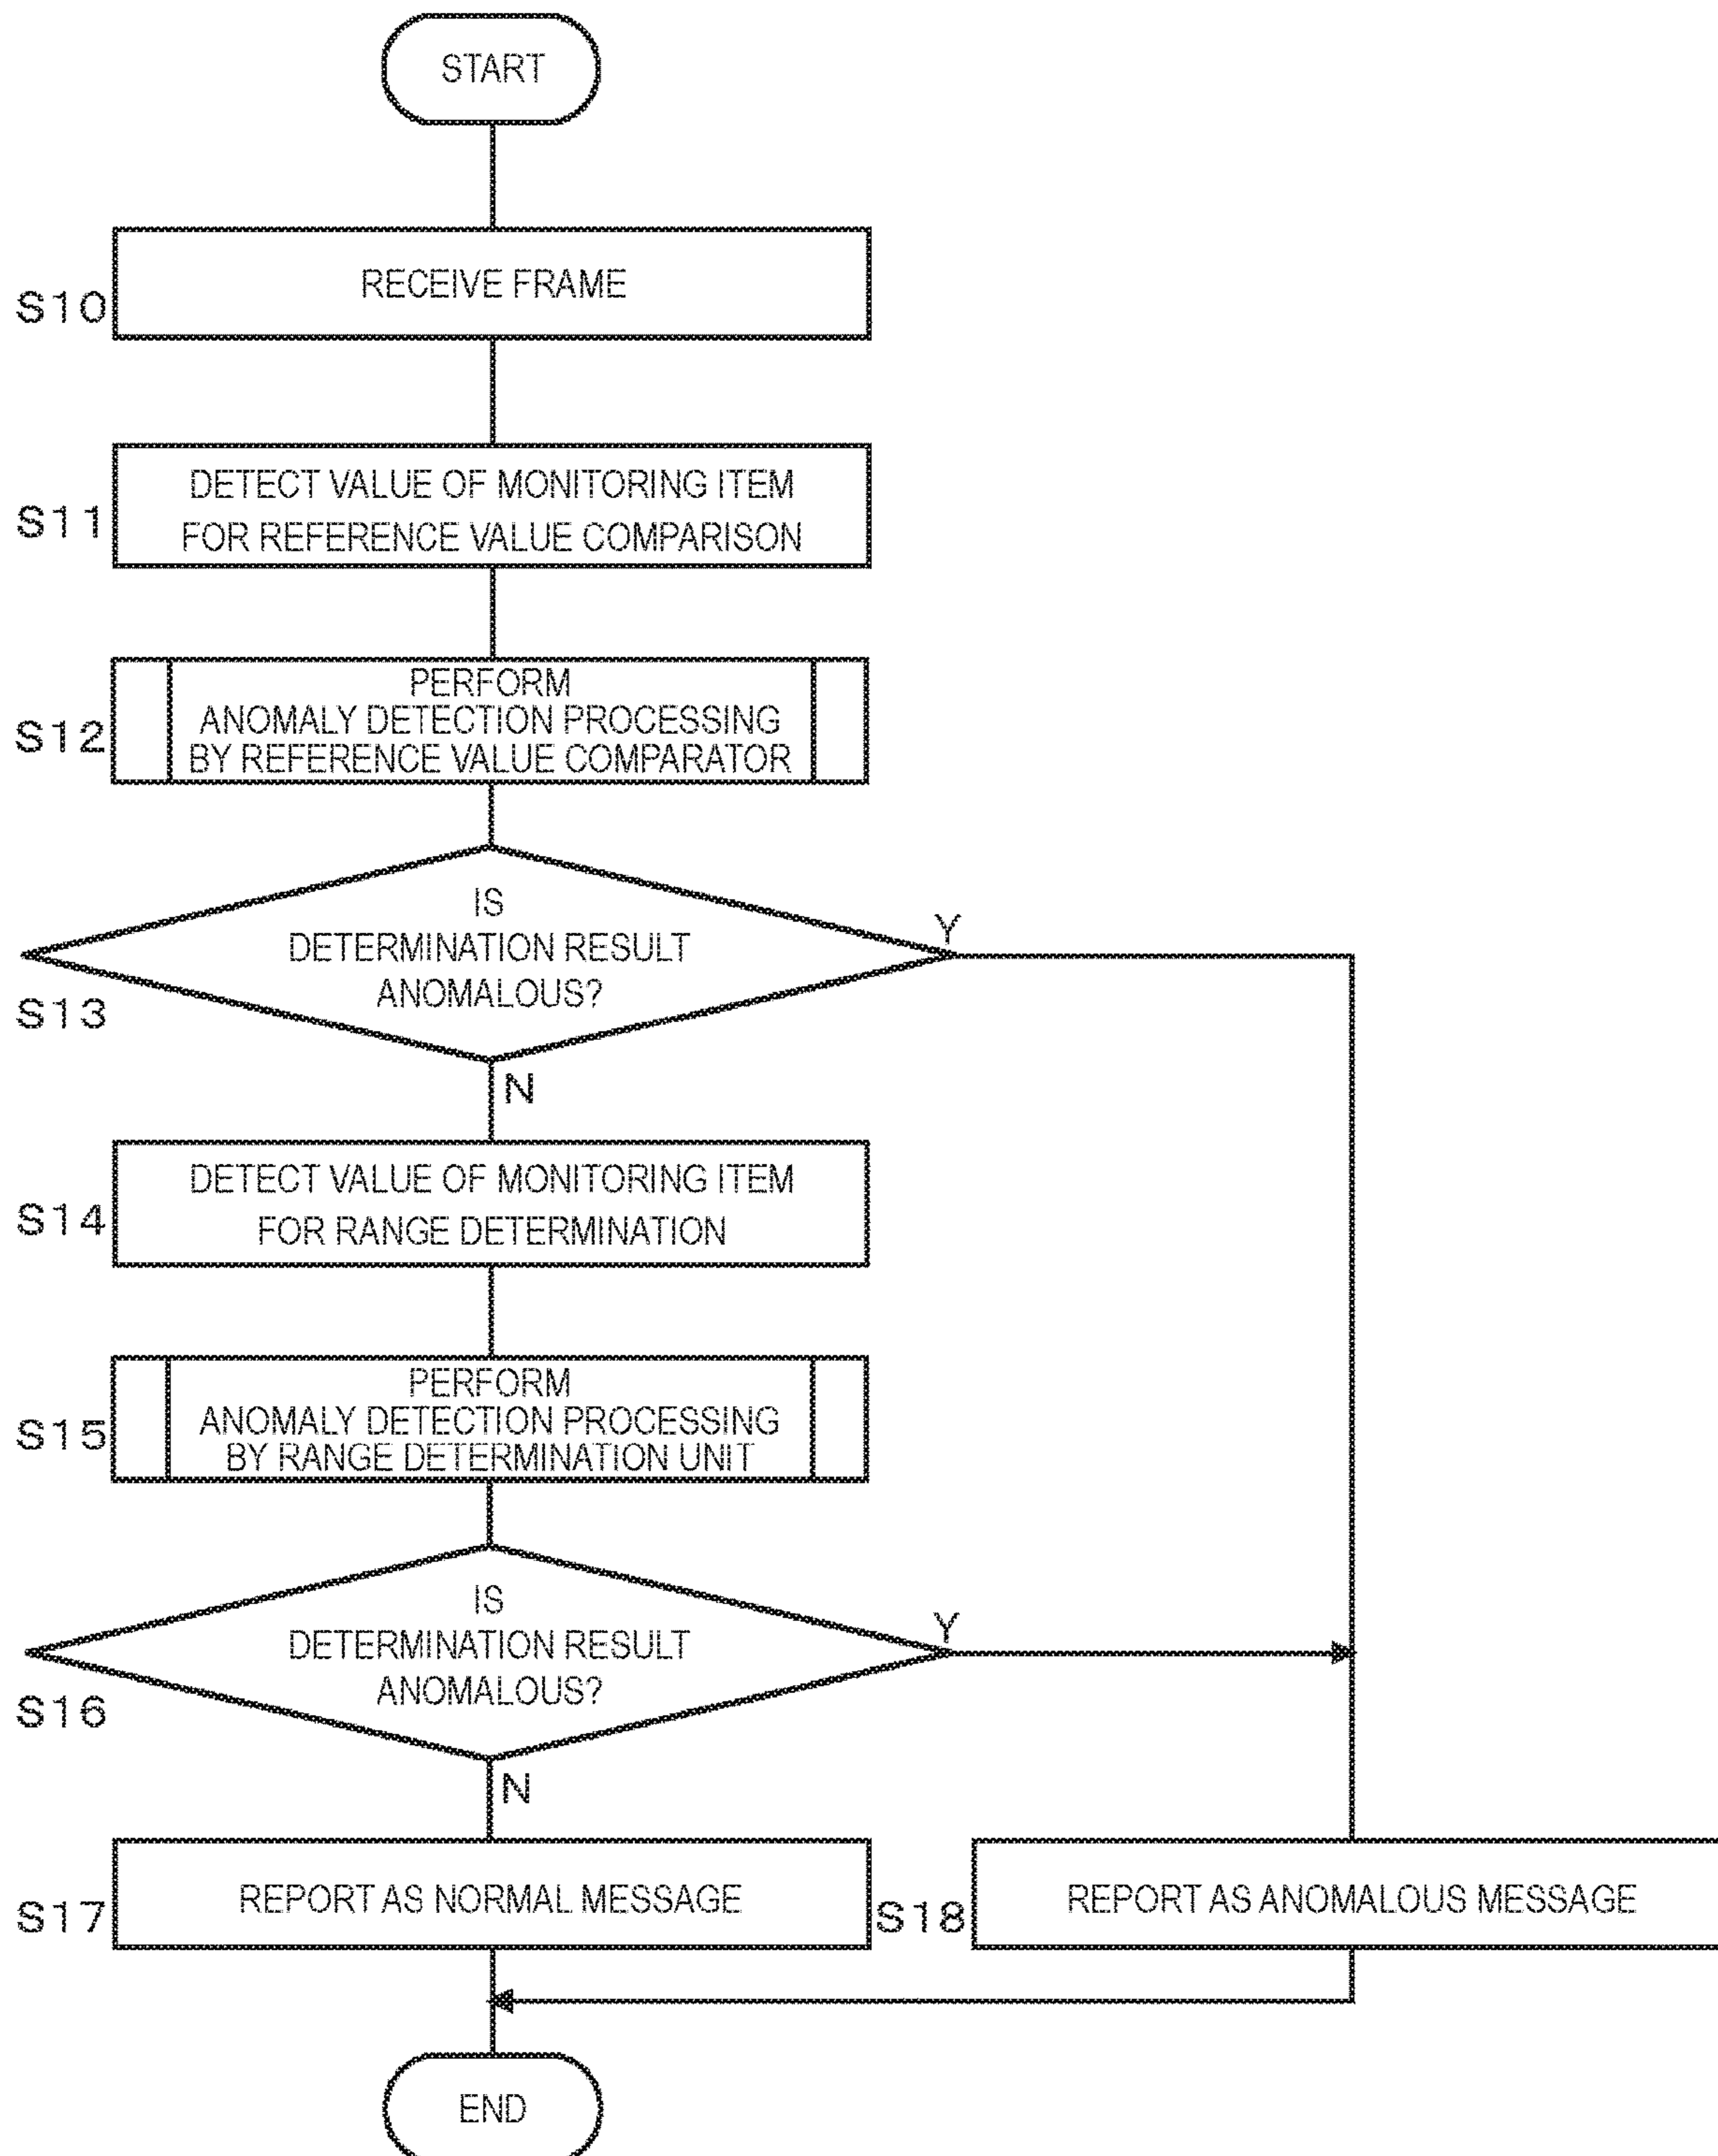 START
RECEIVE FRAME
S10
DETECT VALUE OF MONITORING ITEM
FOR REFERENCE VALUE COMPARISON
S11
PERFORM
ANOMALY DETECTION PROCESSING
BY REFERENCE VALUE COMPARATOR
S12
IS
DETERMINATION RESULT
ANOMALOUS?
Y
S13
N
DETECT VALUE OF MONITORING ITEM
FOR RANGE DETERMINATION
S14
PERFORM
ANOMALY DETECTION PROCESSING
BY RANGE DETERMINATION UNIT
S15
IS
DETERMINATION RESULT
ANOMALOUS?
Y
S16
N
REPORT AS NORMAL MESSAGE
S17
REPORT AS ANOMALOUS MESSAGE
S18
END